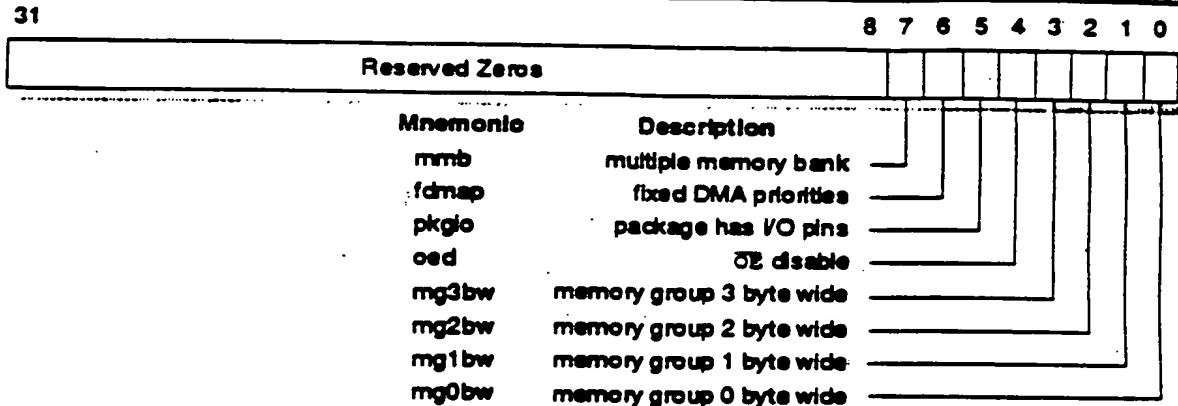 31 8 7 6 5 4 3 2 1 0
Reserved Zeros
Mnemonic Description
mmb multiple memory bank
fdmap fixed DMA priorities
pkgio package has I/O pins
oed O̅E̅ disable
mg3bw memory group 3 byte wide
mg2bw memory group 2 byte wide
mg1bw memory group 1 byte wide
mg0bw memory group 0 byte wide